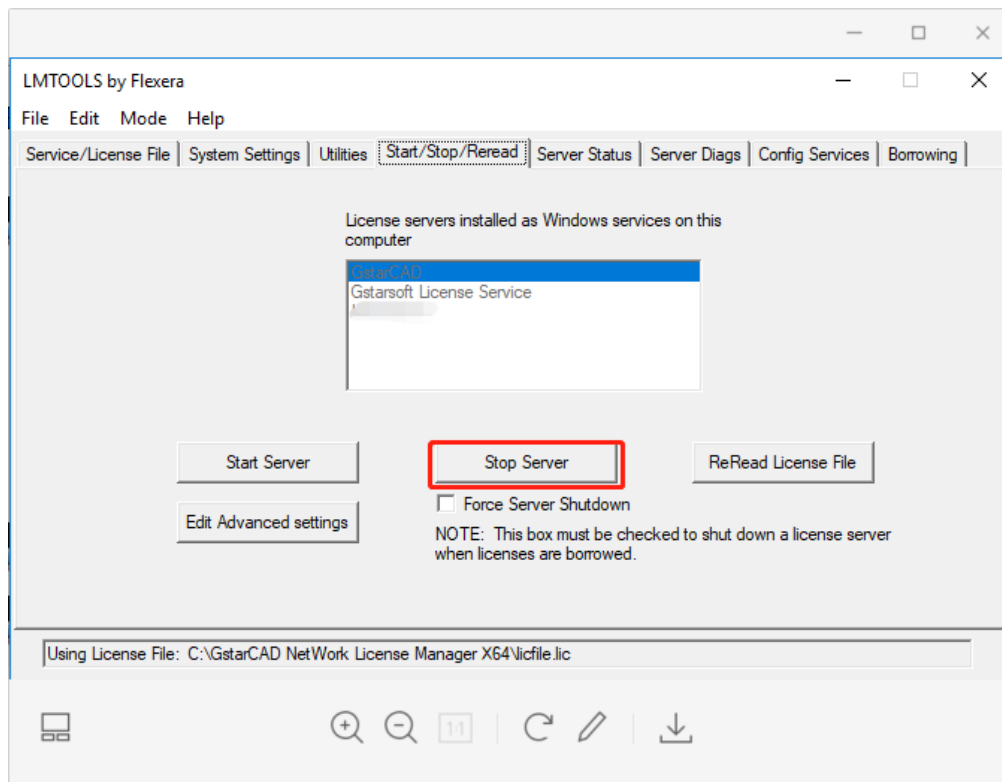 LMTOOLS by Flexera
File Edit Mode Help
Service/License File System Settings Utilities Start/Stop/Reread Server Status Server Diags Config Services Borrowing
License servers installed as Windows services on this
computer
GstarCAD
Gstarsoft License Service
Start Server Stop Server ReRead License File
Force Server Shutdown
Edit Advanced settings
NOTE: This box must be checked to shut down a license server
when licenses are borrowed.
Using License File: C:\GstarCAD NetWork License Manager X64\licfile.lic
1:1